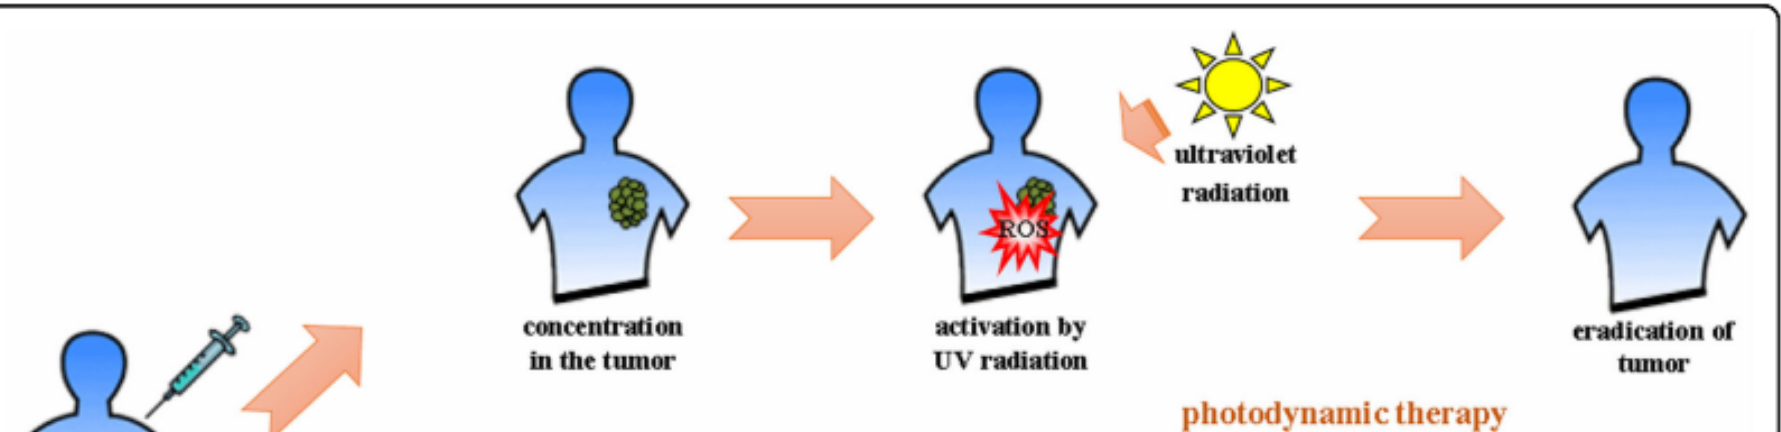 ultraviolet
radiation
ROS
concentration
in the tumor
activation by
UV radiation
eradication of
tumor
photodynamic therapy